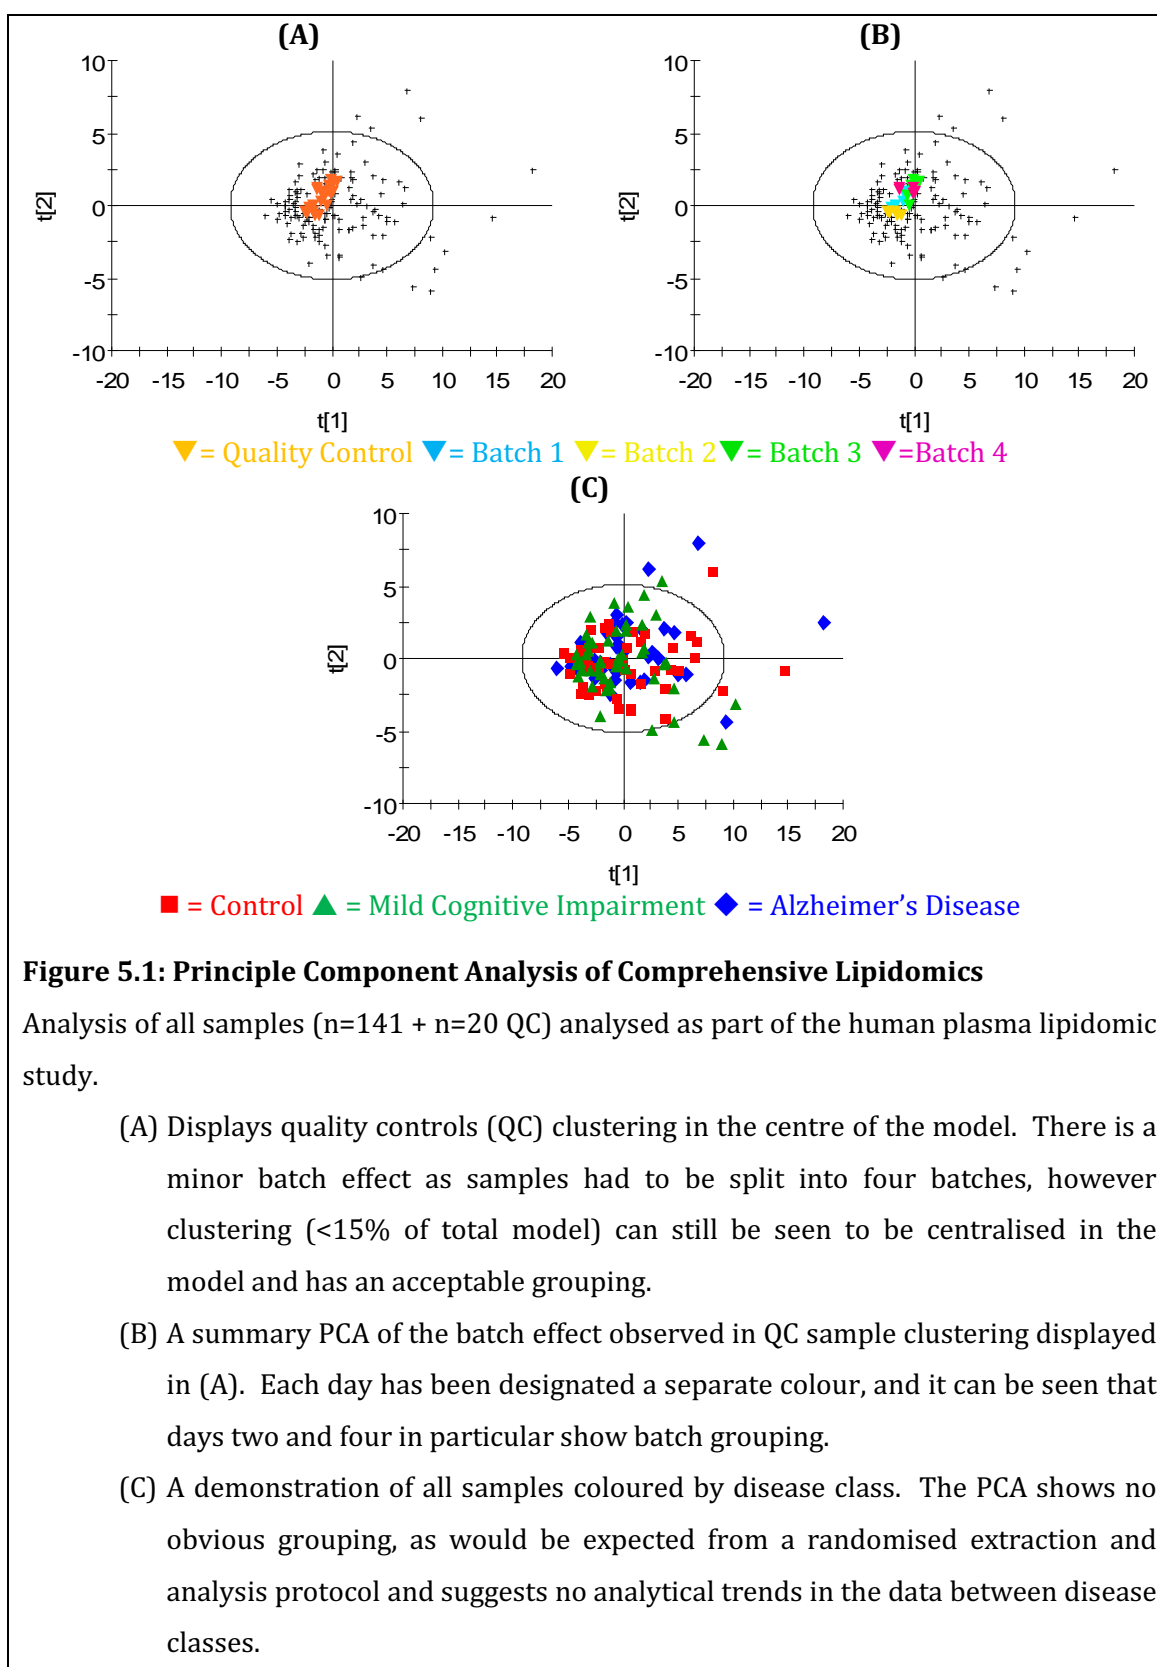 (A) (B)
10 10
5 5
t[2] 0 t[2] 0
-5 -5
-10 -10
-20 -15 -10 -5 0 5 10 15 20 -20 -15 -10 -5 0 5 10 15 20
t[1] t[1]
= Quality Control = Batch 1 = Batch 2 = Batch 3 =Batch 4
(C)
10
5
t[2] 0
-5
-10
-20 -15 -10 -5 0 5 10 15 20
t[1]
= Control = Mild Cognitive Impairment = Alzheimer's Disease
Figure 5.1: Principle Component Analysis of Comprehensive Lipidomics
Analysis of all samples (n=141 + n=20 QC) analysed as part of the human plasma lipidomic
study.
(A) Displays quality controls (QC) clustering in the centre of the model. There is a
minor batch effect as samples had to be split into four batches, however
clustering (<15% of total model) can still be seen to be centralised in the
model and has an acceptable grouping.
(B) A summary PCA of the batch effect observed in QC sample clustering displayed
in (A). Each day has been designated a separate colour, and it can be seen that
days two and four in particular show batch grouping.
(C) A demonstration of all samples coloured by disease class. The PCA shows no
obvious grouping, as would be expected from a randomised extraction and
analysis protocol and suggests no analytical trends in the data between disease
classes.